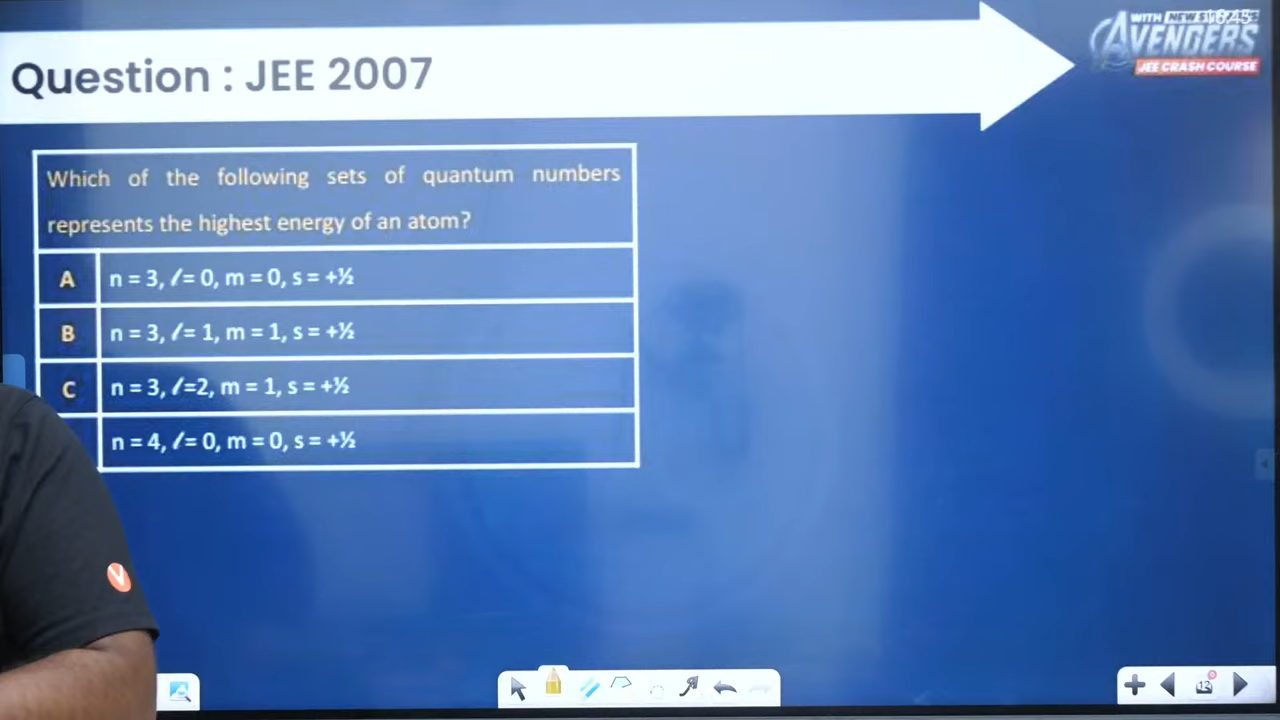 Question : JEE 2007
WITH
AVENGERS
JEE CRASH COURSE
Which of the following sets of quantum numbers
represents the highest energy of an atom?
A n = 3, ℓ = 0, m = 0, s = +½
B n = 3, ℓ = 1, m = 1, s = +½
C n = 3, ℓ=2, m = 1, s = +½
n = 4, ℓ = 0, m = 0, s = +½
V
12